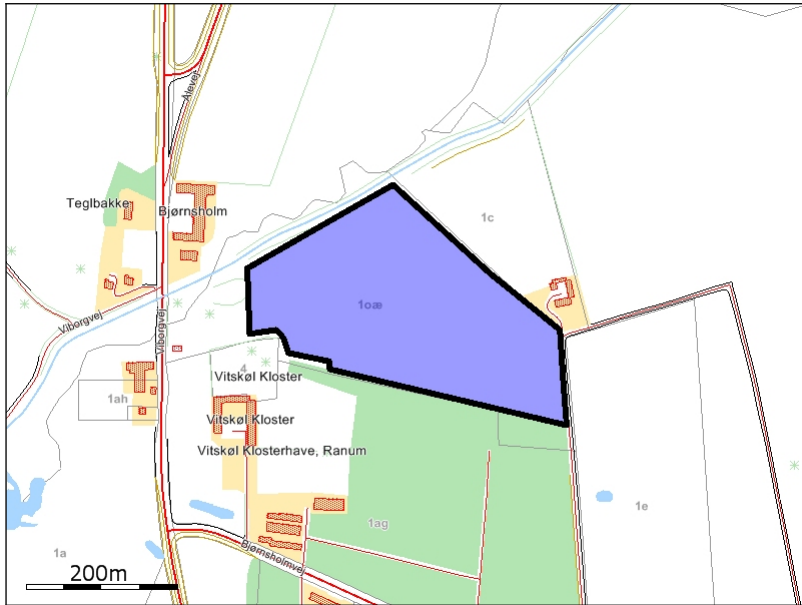 Ålevej
Teglbakke
Bjørnsholm
1c
1oæ
Viborgvej
Viborgvej
4
Vitskøl Kloster
1ah
Vitskøl Kloster
Vitskøl Klosterhave, Ranum
1e
1ag
1a
Bjørnsholmvej
200m